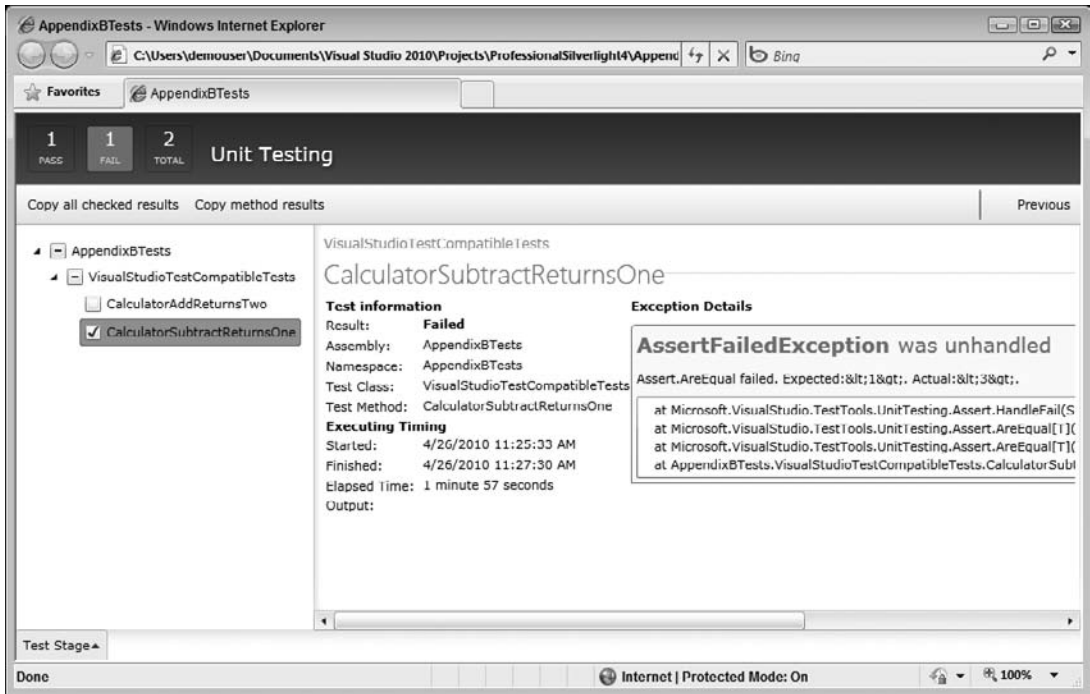 AppendixBTests - Windows Internet Explorer
C:\Users\demouser\Documents\Visual Studio 2010\Projects\ProfessionalSilverlight4\Append
Bing
Favorites
AppendixBTests
1 PASS
1 FAIL
2 TOTAL
Unit Testing
Copy all checked results Copy method results
Previous
AppendixBTests
VisualStudioTestCompatibleTests
CalculatorAddReturnsTwo
CalculatorSubtractReturnsOne
VisualStudioTestCompatibleTests
CalculatorSubtractReturnsOne
Test information
Result: Failed
Assembly: AppendixBTests
Namespace: AppendixBTests
Test Class: VisualStudioTestCompatibleTests
Test Method: CalculatorSubtractReturnsOne
Executing Timing
Started: 4/26/2010 11:25:33 AM
Finished: 4/26/2010 11:27:30 AM
Elapsed Time: 1 minute 57 seconds
Output:
Exception Details
AssertFailedException was unhandled
Assert.AreEqual failed. Expected:&lt;1&gt;. Actual:&lt;3&gt;.
at Microsoft.VisualStudio.TestTools.UnitTesting.Assert.HandleFail(S
at Microsoft.VisualStudio.TestTools.UnitTesting.Assert.AreEqual[T](
at Microsoft.VisualStudio.TestTools.UnitTesting.Assert.AreEqual[T](
at AppendixBTests.VisualStudioTestCompatibleTests.CalculatorSubt
Test Stage
Done
Internet | Protected Mode: On
100%